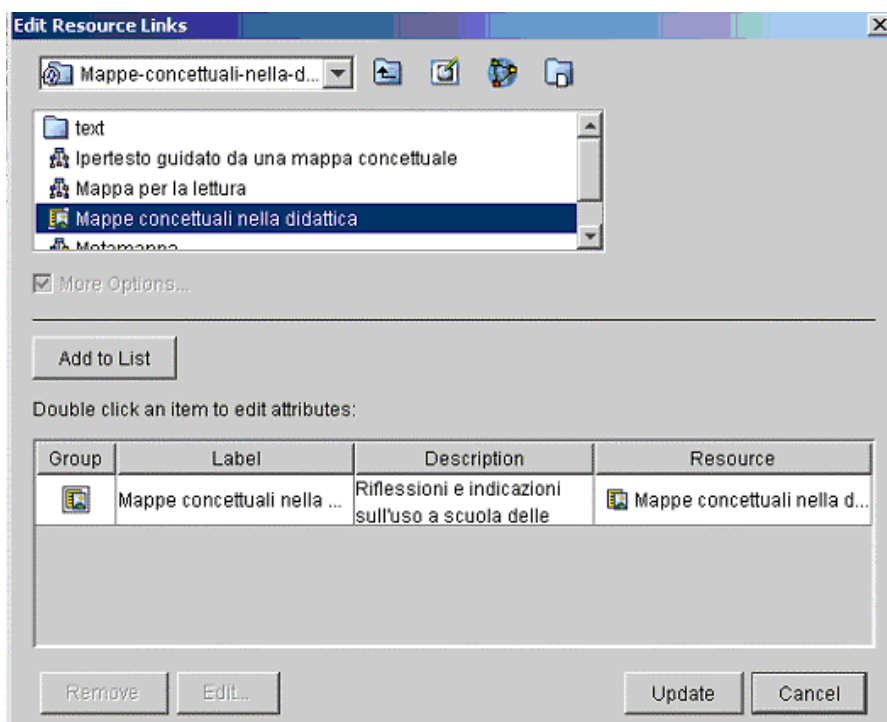 Edit Resource Links
Mappe-concettuali-nella-d...
text
Ipertesto guidato da una mappa concettuale
Mappa per la lettura
Mappe concettuali nella didattica
Metamappa
More Options...
Add to List
Double click an item to edit attributes:
Group Label Description Resource
Mappe concettuali nella ... Riflessioni e indicazioni sull'uso a scuola delle Mappe concettuali nella d...
Remove Edit... Update Cancel